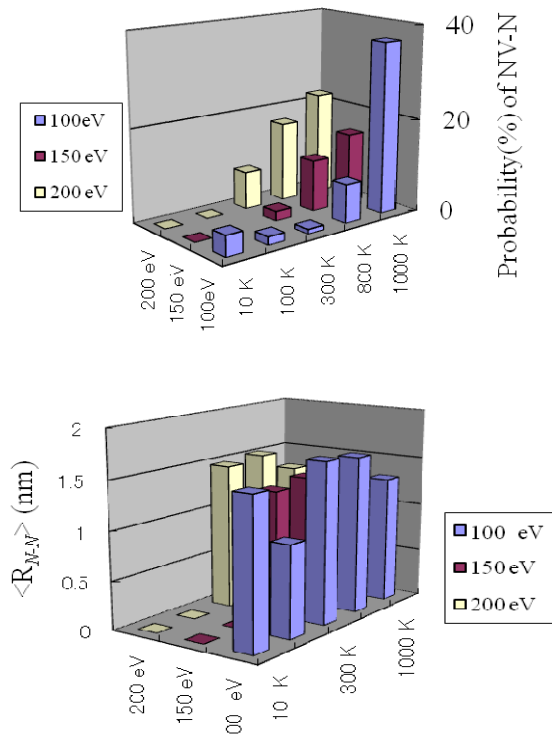 40
20
0
Probability(%) of NV-N
100eV
150 eV
200 eV
200 eV
150 eV
100eV
10 K
100 K
300 K
800 K
1000 K
2
1.5
1
0.5
0
<R_N-N> (nm)
100 eV
150 eV
200 eV
200 eV
150 eV
00 eV
10 K
300 K
1000 K